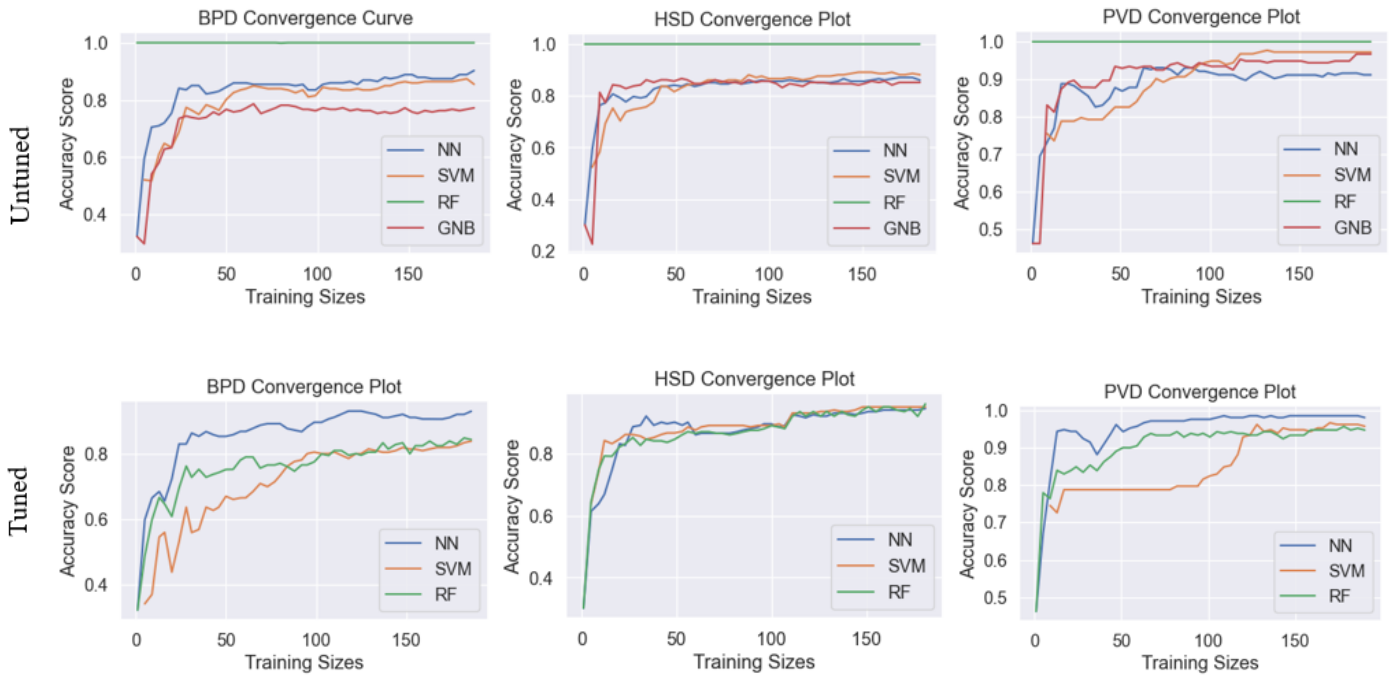 Untuned
BPD Convergence Curve
Accuracy Score
1.0
0.8
0.6
0.4
0
50
100
150
Training Sizes
NN
SVM
RF
GNB
HSD Convergence Plot
Accuracy Score
1.0
0.8
0.6
0.4
0.2
0
50
100
150
Training Sizes
NN
SVM
RF
GNB
PVD Convergence Plot
Accuracy Score
1.0
0.9
0.8
0.7
0.6
0.5
0
50
100
150
Training Sizes
NN
SVM
RF
GNB
Tuned
BPD Convergence Plot
Accuracy Score
0.8
0.6
0.4
0
50
100
150
Training Sizes
NN
SVM
RF
HSD Convergence Plot
Accuracy Score
0.8
0.6
0.4
0
50
100
150
Training Sizes
NN
SVM
RF
PVD Convergence Plot
Accuracy Score
1.0
0.9
0.8
0.7
0.6
0.5
0
50
100
150
Training Sizes
NN
SVM
RF